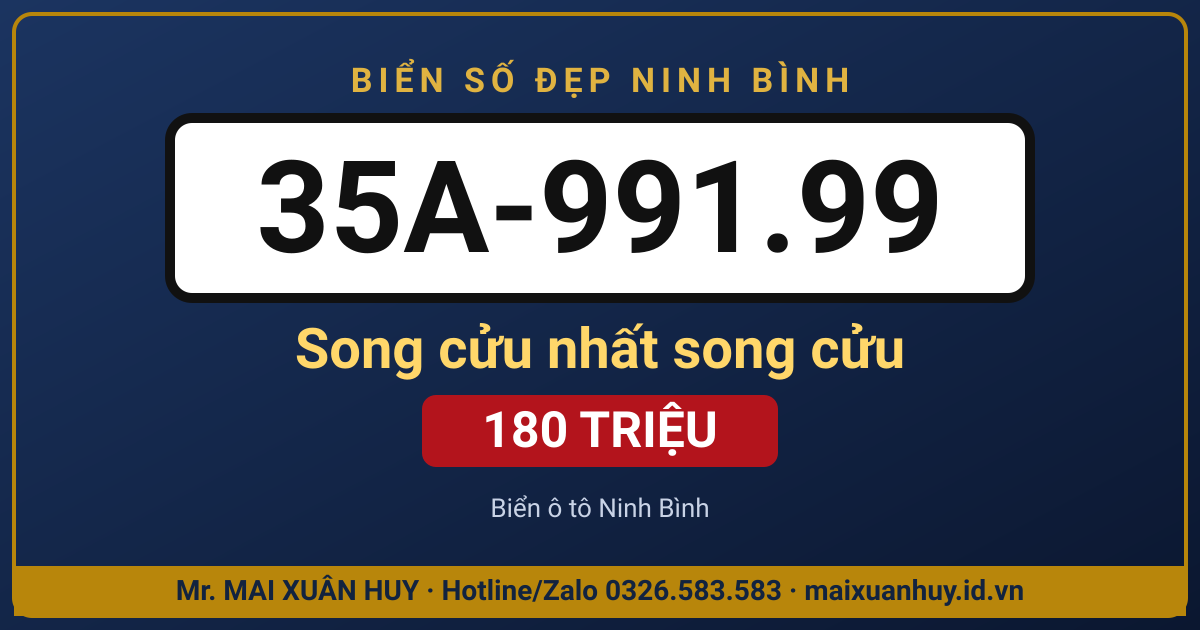 BIỂN SỐ ĐẸP NINH BÌNH
35A-991.99
Song cửu nhất song cửu
180 TRIỆU
Biển ô tô Ninh Bình
Mr. MAI XUÂN HUY · Hotline/Zalo 0326.583.583 · maixuanhuy.id.vn